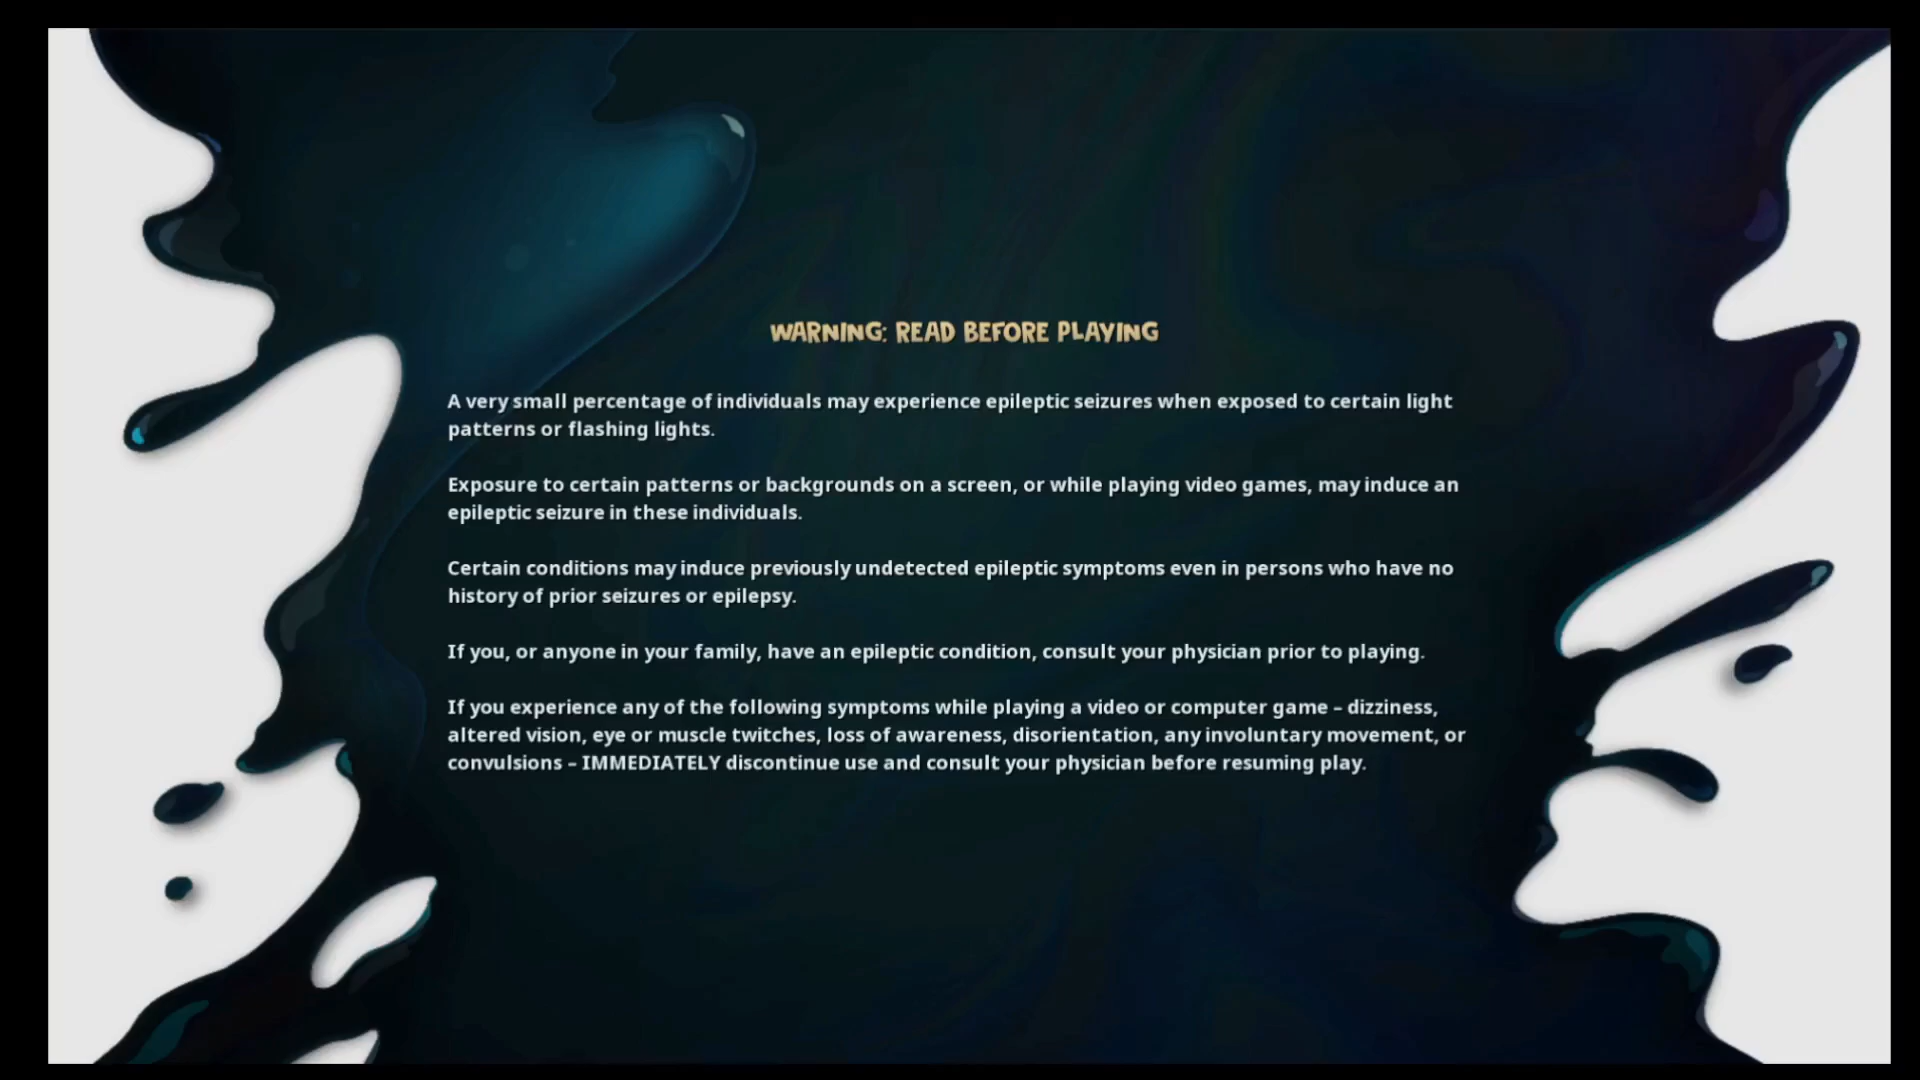 WARNING: READ BEFORE PLAYING
A very small percentage of individuals may experience epileptic seizures when exposed to certain light
patterns or flashing lights.
Exposure to certain patterns or backgrounds on a screen, or while playing video games, may induce an
epileptic seizure in these individuals.
Certain conditions may induce previously undetected epileptic symptoms even in persons who have no
history of prior seizures or epilepsy.
If you, or anyone in your family, have an epileptic condition, consult your physician prior to playing.
If you experience any of the following symptoms while playing a video or computer game – dizziness,
altered vision, eye or muscle twitches, loss of awareness, disorientation, any involuntary movement, or
convulsions – IMMEDIATELY discontinue use and consult your physician before resuming play.